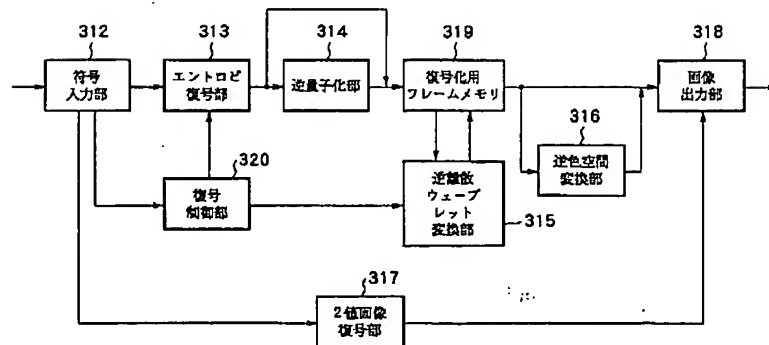 312
313
314
319
318
符号
入力部
エントロピ
復号部
逆量子化部
復号化用
フレームメモリ
画像
出力部
316
逆色空間
変換部
320
復号
制御部
逆離散
ウェーブ
レット
変換部
315
317
2値画像
復号部